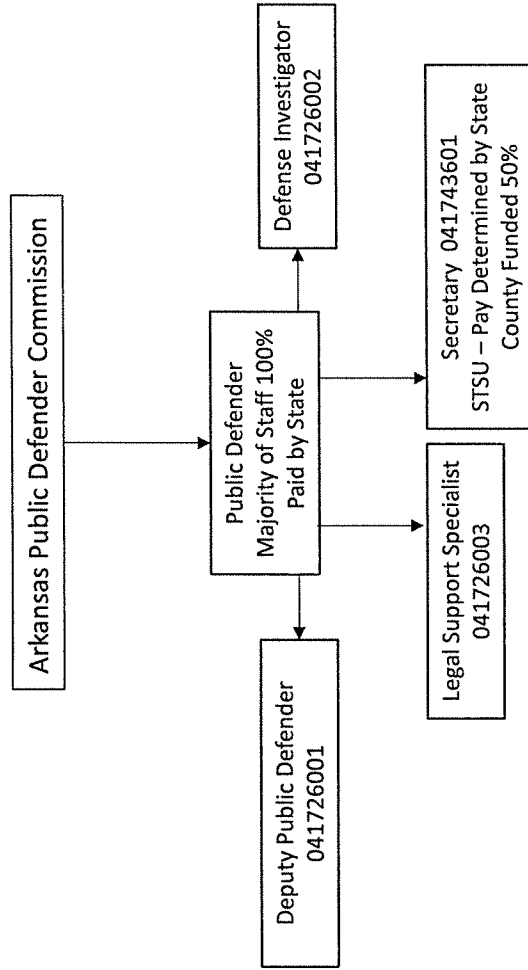 Arkansas Public Defender Commission
Public Defender
Majority of Staff 100%
Paid by State
Deputy Public Defender
041726001
Defense Investigator
041726002
Legal Support Specialist
041726003
Secretary 041743601
STSU – Pay Determined by State
County Funded 50%